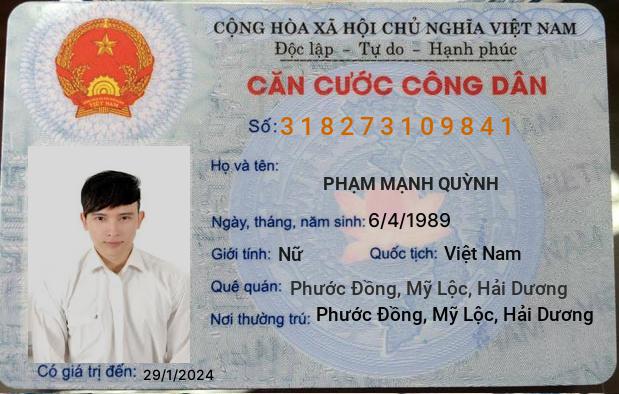 CỘNG HÒA XÃ HỘI CHỦ NGHĨA VIỆT NAM
Độc lập - Tự do - Hạnh phúc
CĂN CƯỚC CÔNG DÂN
Số: 318273109841
Họ và tên:
PHẠM MẠNH QUỲNH
Ngày, tháng, năm sinh: 6/4/1989
Giới tính: Nữ Quốc tịch: Việt Nam
Quê quán: Phước Đồng, Mỹ Lộc, Hải Dương
Nơi thường trú: Phước Đồng, Mỹ Lộc, Hải Dương
Có giá trị đến: 29/1/2024
VIỆT NAM